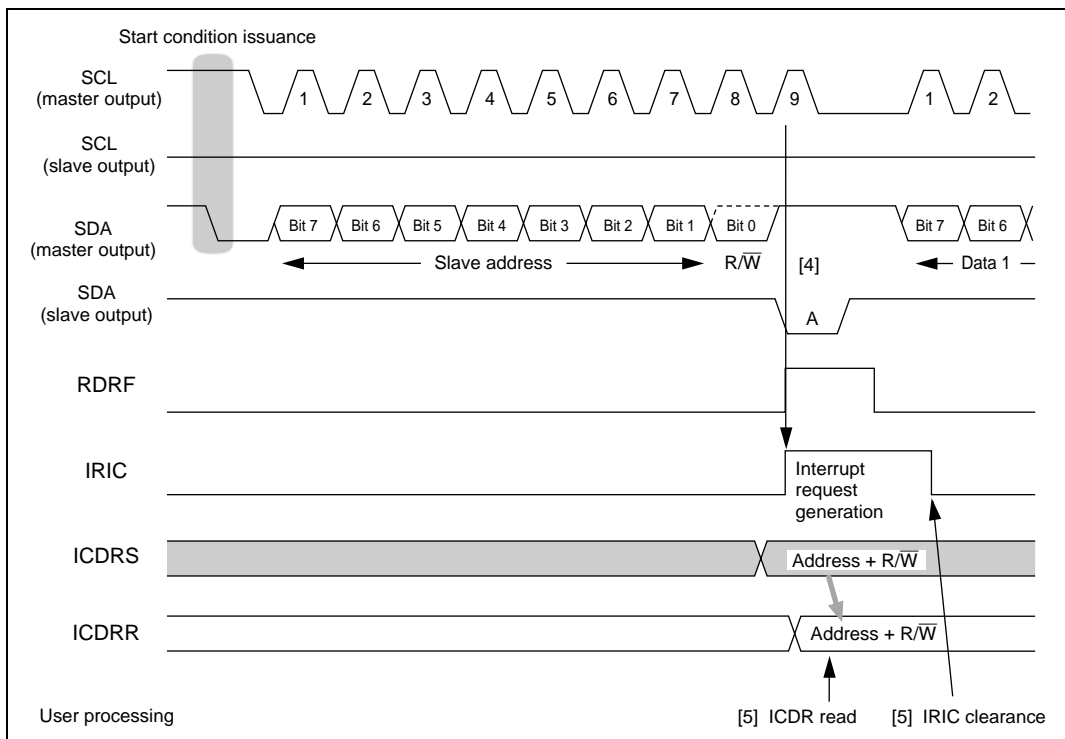 Start condition issuance
SCL
(master output)
1 2 3 4 5 6 7 8 9 1 2
SCL
(slave output)
SDA
(master output)
Bit 7 Bit 6 Bit 5 Bit 4 Bit 3 Bit 2 Bit 1 Bit 0 Bit 7 Bit 6
Slave address R/W̅ [4] Data 1
SDA
(slave output)
A
RDRF
IRIC
Interrupt
request
generation
ICDRS
Address + R/W̅
ICDRR
Address + R/W̅
User processing
[5] ICDR read
[5] IRIC clearance